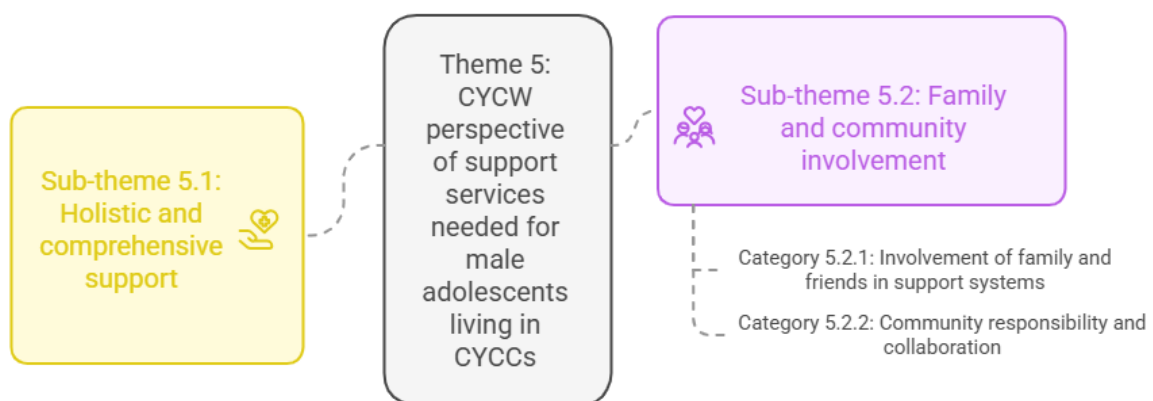 Sub-theme 5.1:
Holistic and
comprehensive
support
Theme 5:
CYCW
perspective
of support
services
needed for
male
adolescents
living in
CYCCs
Sub-theme 5.2: Family
and community
involvement
Category 5.2.1: Involvement of family and
friends in support systems
Category 5.2.2: Community responsibility and
collaboration